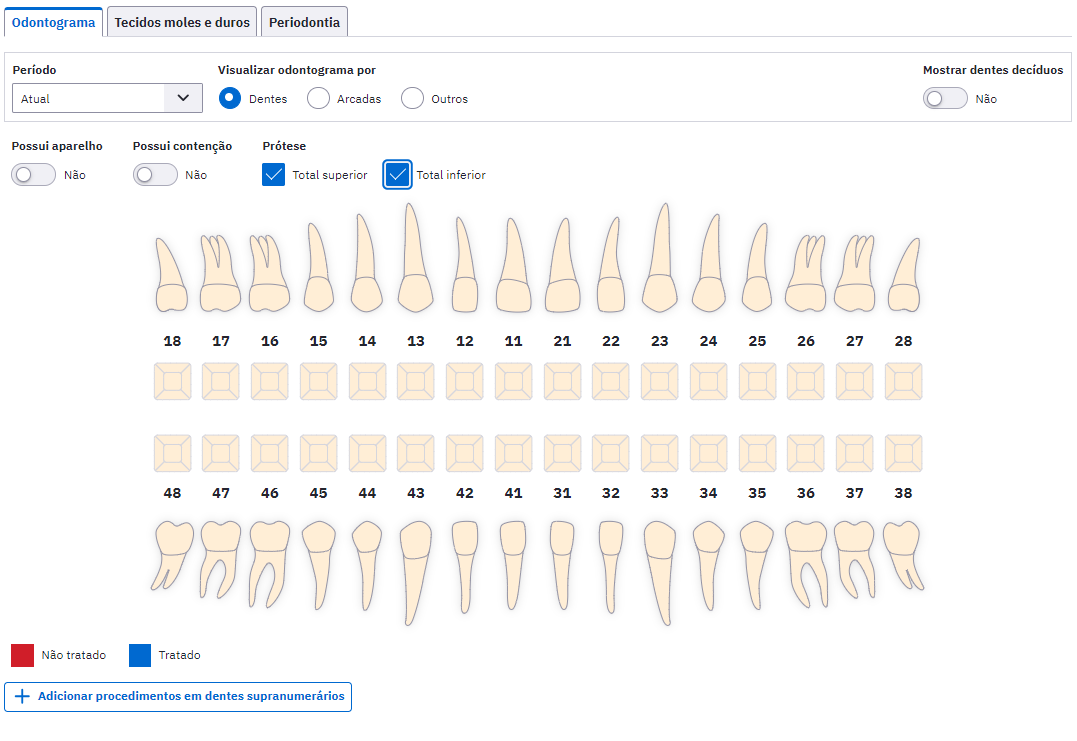 Odontograma Tecidos moles e duros Periodontia
Período Visualizar odontograma por Mostrar dentes decíduos
Atual Dentes Arcadas Outros Não
Possui aparelho Possui contenção Prótese
Não Não Total superior Total inferior
18 17 16 15 14 13 12 11 21 22 23 24 25 26 27 28
48 47 46 45 44 43 42 41 31 32 33 34 35 36 37 38
Não tratado Tratado
Adicionar procedimentos em dentes supranumerários